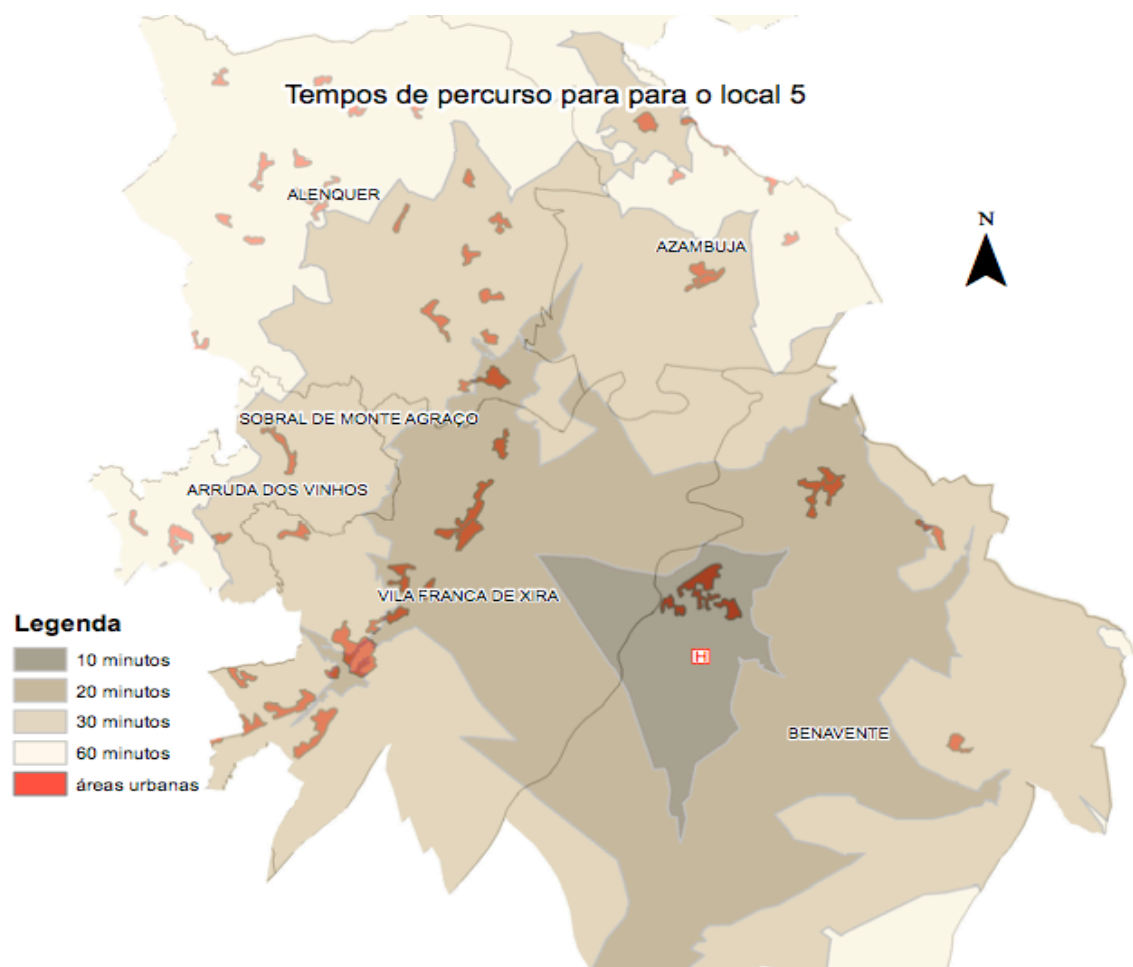 Tempos de percurso para para o local 5
ALENQUER
N
AZAMBUJA
SOBRAL DE MONTE AGRAÇO
ARRUDA DOS VINHOS
VILA FRANCA DE XIRA
H
BENAVENTE
Legenda
10 minutos
20 minutos
30 minutos
60 minutos
áreas urbanas